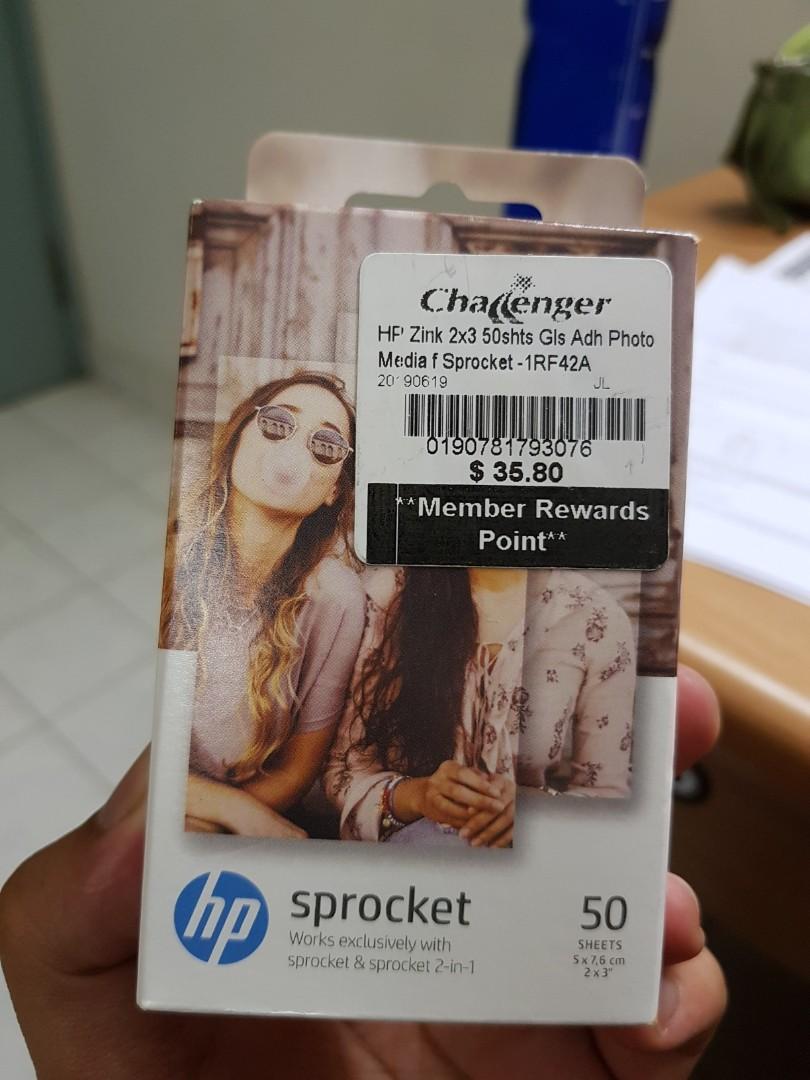 Challenger
HP Zink 2x3 50shts Gls Adh Photo
Media f Sprocket -1RF42A
20190619 JL
0190781793076
$ 35.80
**Member Rewards
Point**
hp
sprocket
Works exclusively with
sprocket & sprocket 2-in-1
50
SHEETS
5 x 7,6 cm
2 x 3"